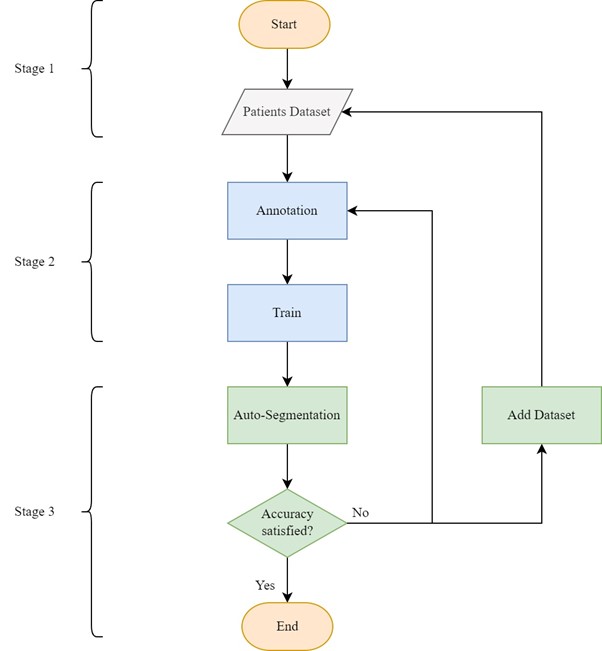 Start
Stage 1
Patients Dataset
Annotation
Stage 2
Train
Auto-Segmentation
Add Dataset
Stage 3
Accuracy
satisfied?
No
Yes
End